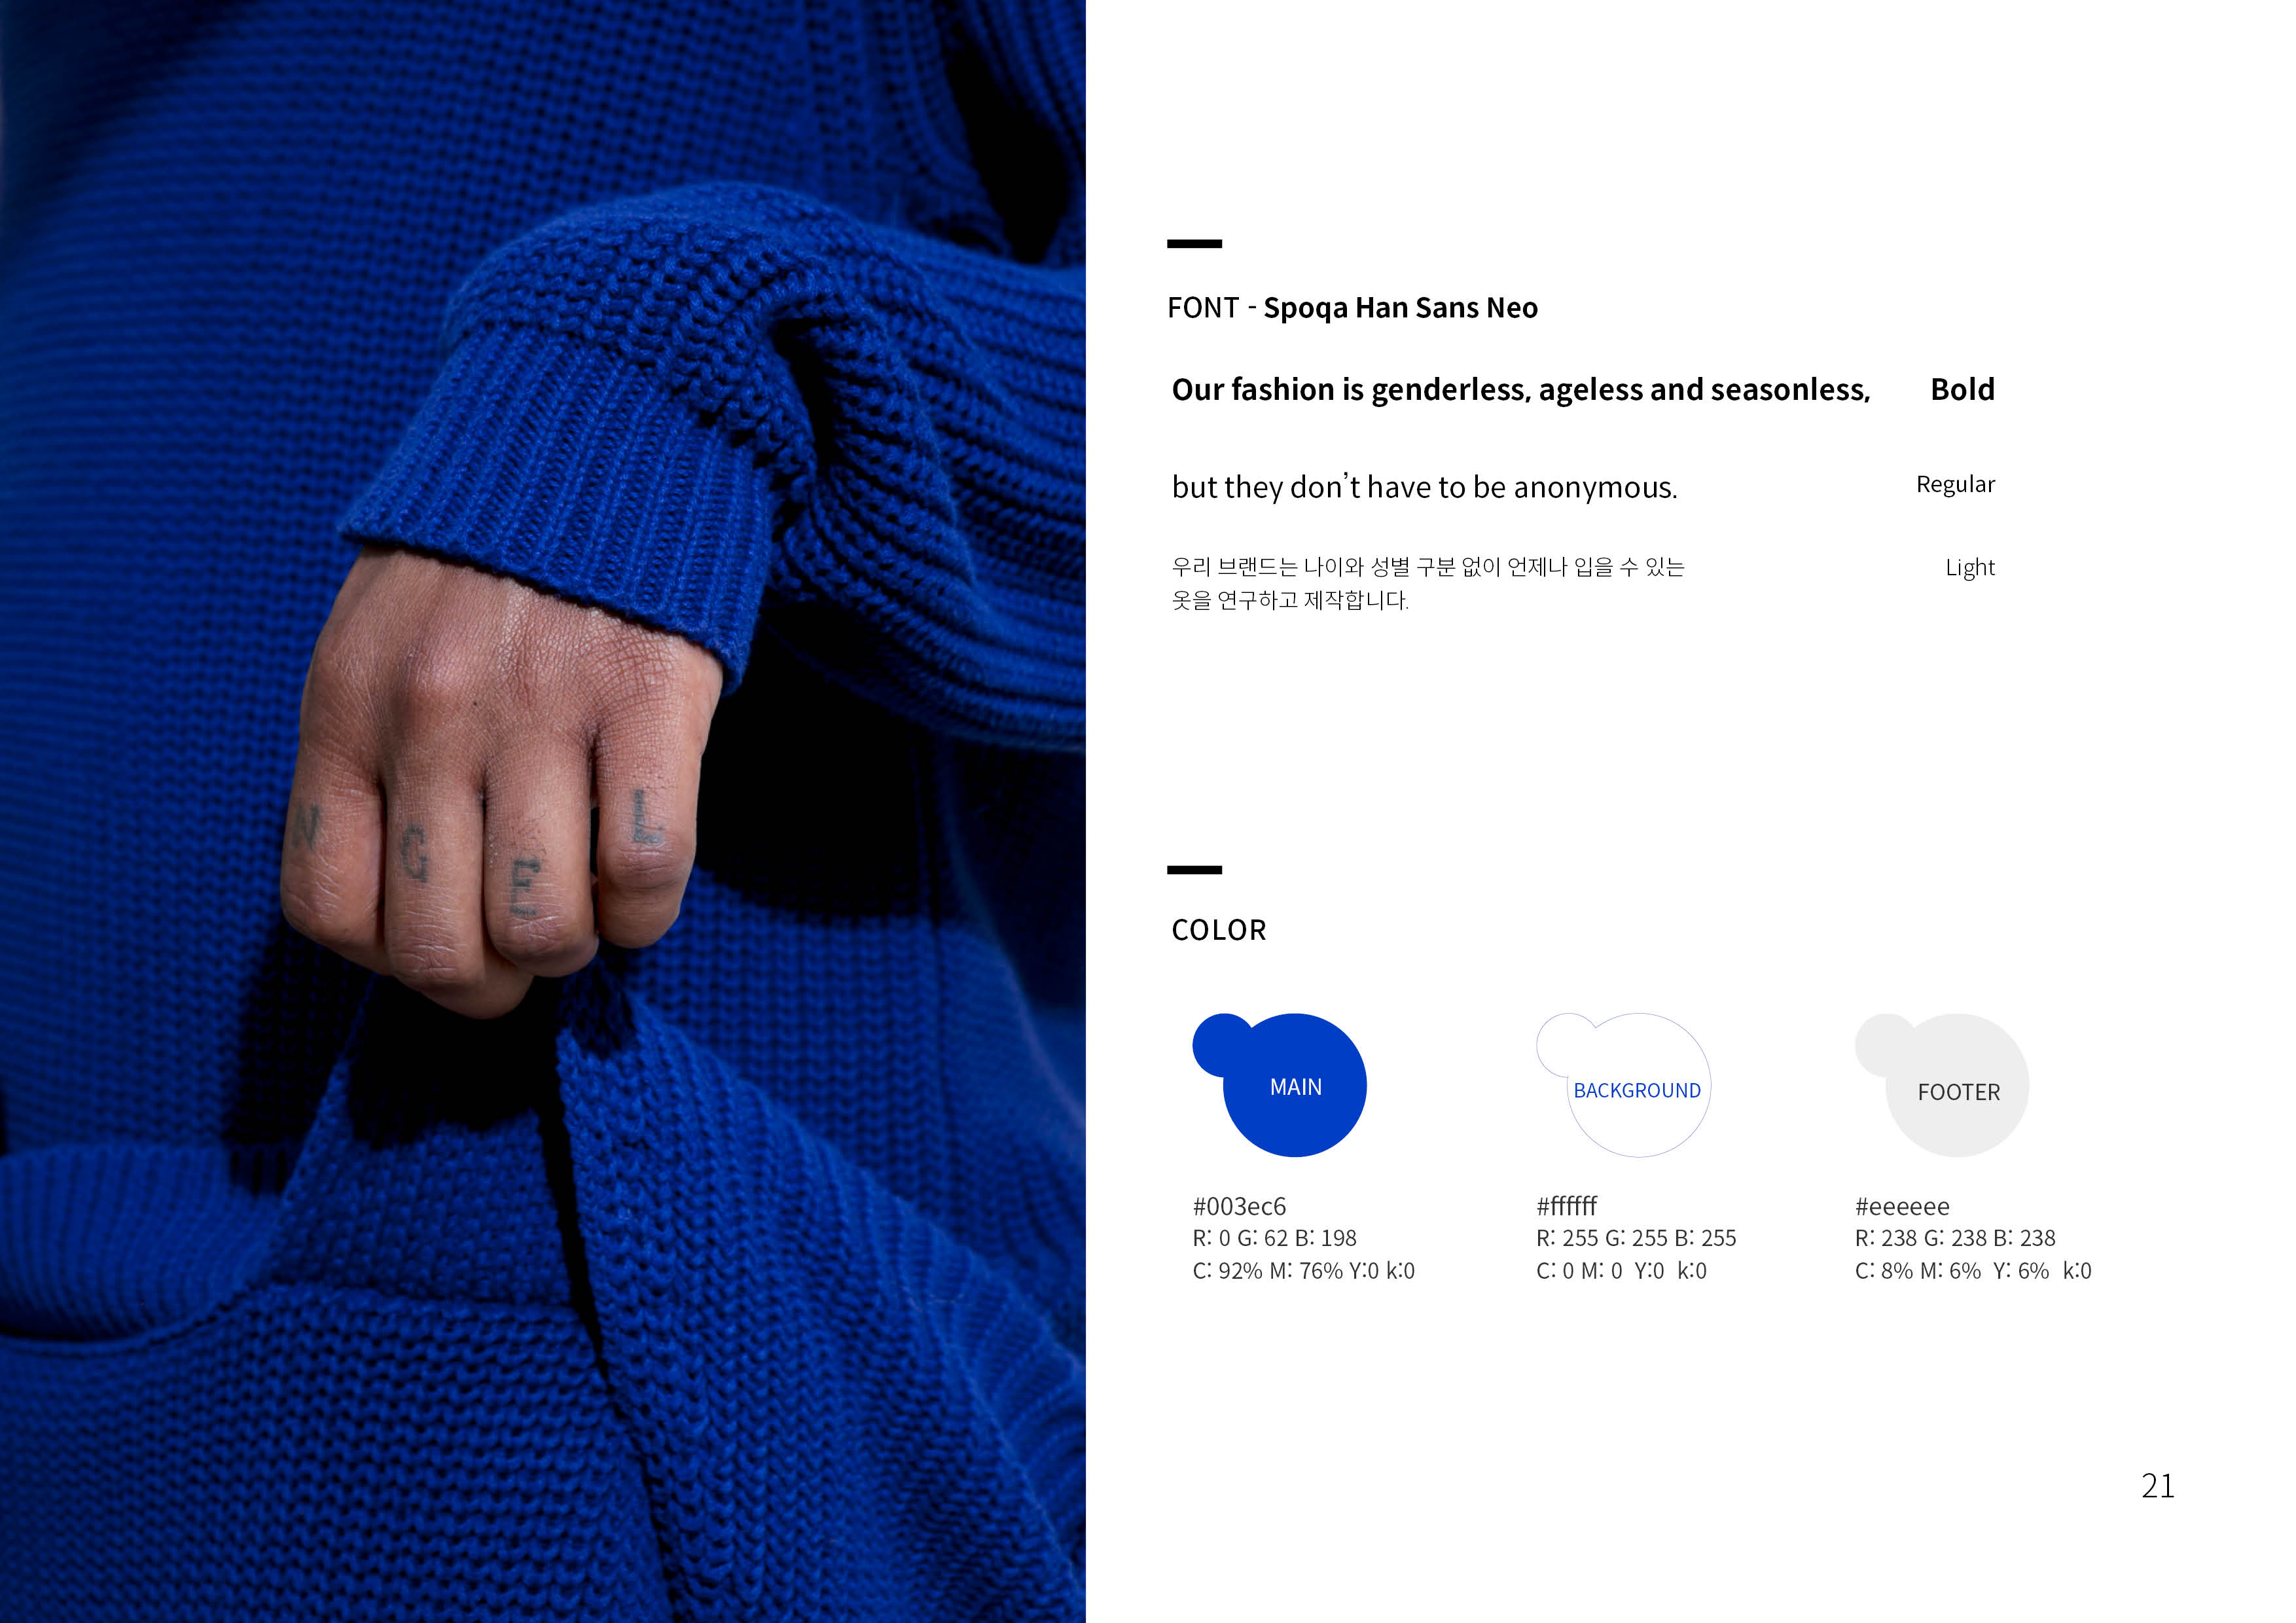 N G E L
FONT - Spoqa Han Sans Neo
Our fashion is genderless, ageless and seasonless, Bold
but they don’t have to be anonymous. Regular
우리 브랜드는 나이와 성별 구분 없이 언제나 입을 수 있는 Light
옷을 연구하고 제작합니다.
COLOR
MAIN BACKGROUND FOOTER
#003ec6 #ffffff #eeeeee
R: 0 G: 62 B: 198 R: 255 G: 255 B: 255 R: 238 G: 238 B: 238
C: 92% M: 76% Y:0 k:0 C: 0 M: 0 Y:0 k:0 C: 8% M: 6% Y: 6% k:0
21